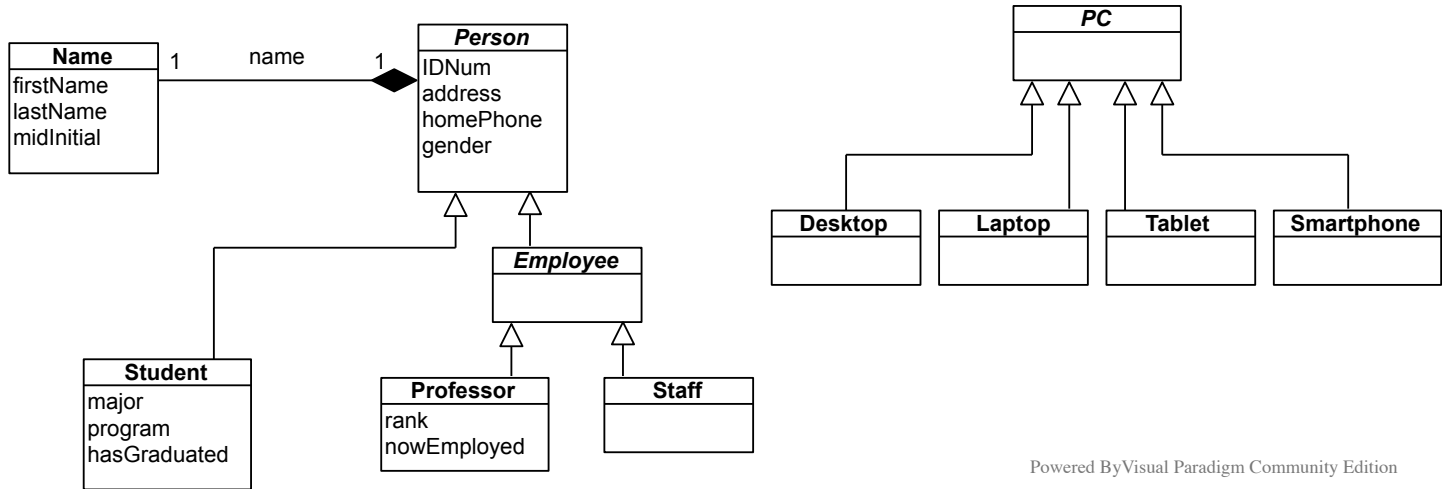 Name
firstName
lastName
midInitial
1
name
1
Person
IDNum
address
homePhone
gender
Employee
Student
major
program
hasGraduated
Professor
rank
nowEmployed
Staff
PC
Desktop
Laptop
Tablet
Smartphone
Powered ByVisual Paradigm Community Edition